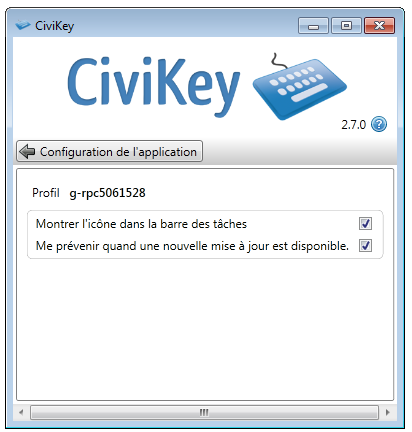 CiviKey
CiviKey
2.7.0
Configuration de l'application
Profil g-rpc5061528
Montrer l'icône dans la barre des tâches
Me prévenir quand une nouvelle mise à jour est disponible.